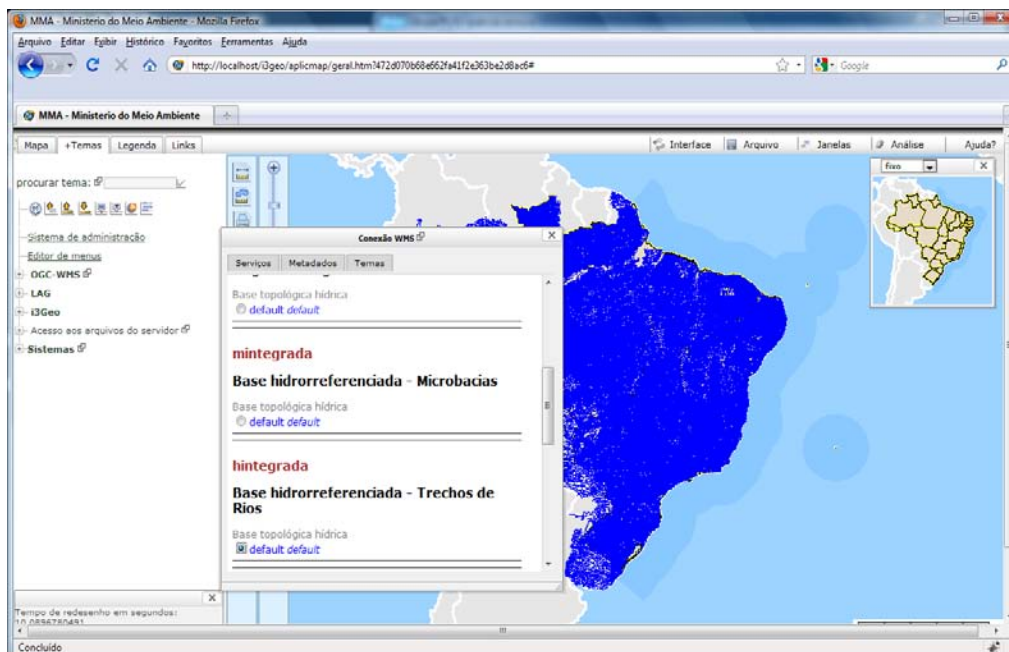 MMA - Ministerio do Meio Ambiente - Mozilla Firefox
Arquivo Editar Exibir Histórico Favoritos Ferramentas Ajuda
http://localhost/i3geo/aplicmap/geral.htm?472d070b68e662fa41f2e363be2d8ac6#
Google
MMA - Ministerio do Meio Ambiente
Mapa +Temas Legenda Links
Interface Arquivo Janelas Análise Ajuda?
fixo
procurar tema:
Sistema de administração
Editor de menus
OGC-WMS
LAG
i3Geo
Acesso aos arquivos do servidor
Sistemas
Conexão WMS
Serviços Metadados Temas
Base topológica hídrica
default default
mintegrada
Base hidrorreferenciada - Microbacias
Base topológica hídrica
default default
hintegrada
Base hidrorreferenciada - Trechos de
Rios
Base topológica hídrica
default default
Tempo de redesenho em segundos:
10.0896780491
Concluído